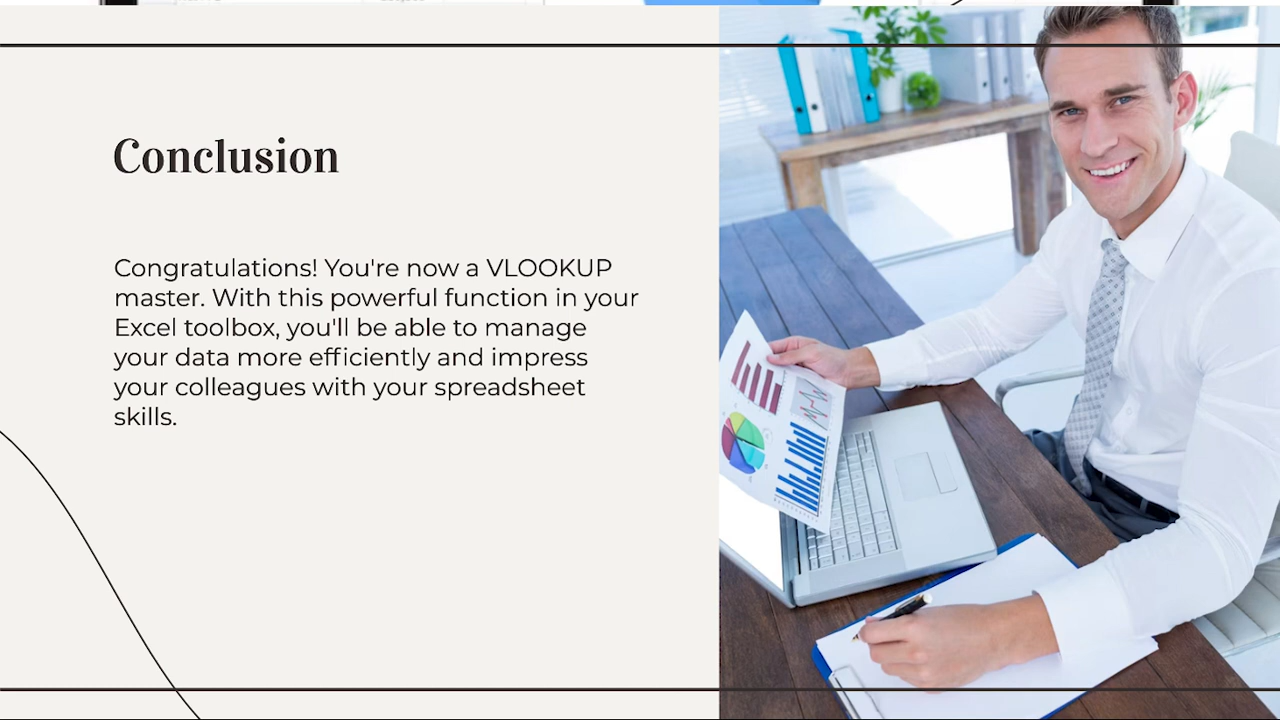 Conclusion
Congratulations! You're now a VLOOKUP
master. With this powerful function in your
Excel toolbox, you'll be able to manage
your data more efficiently and impress
your colleagues with your spreadsheet
skills.